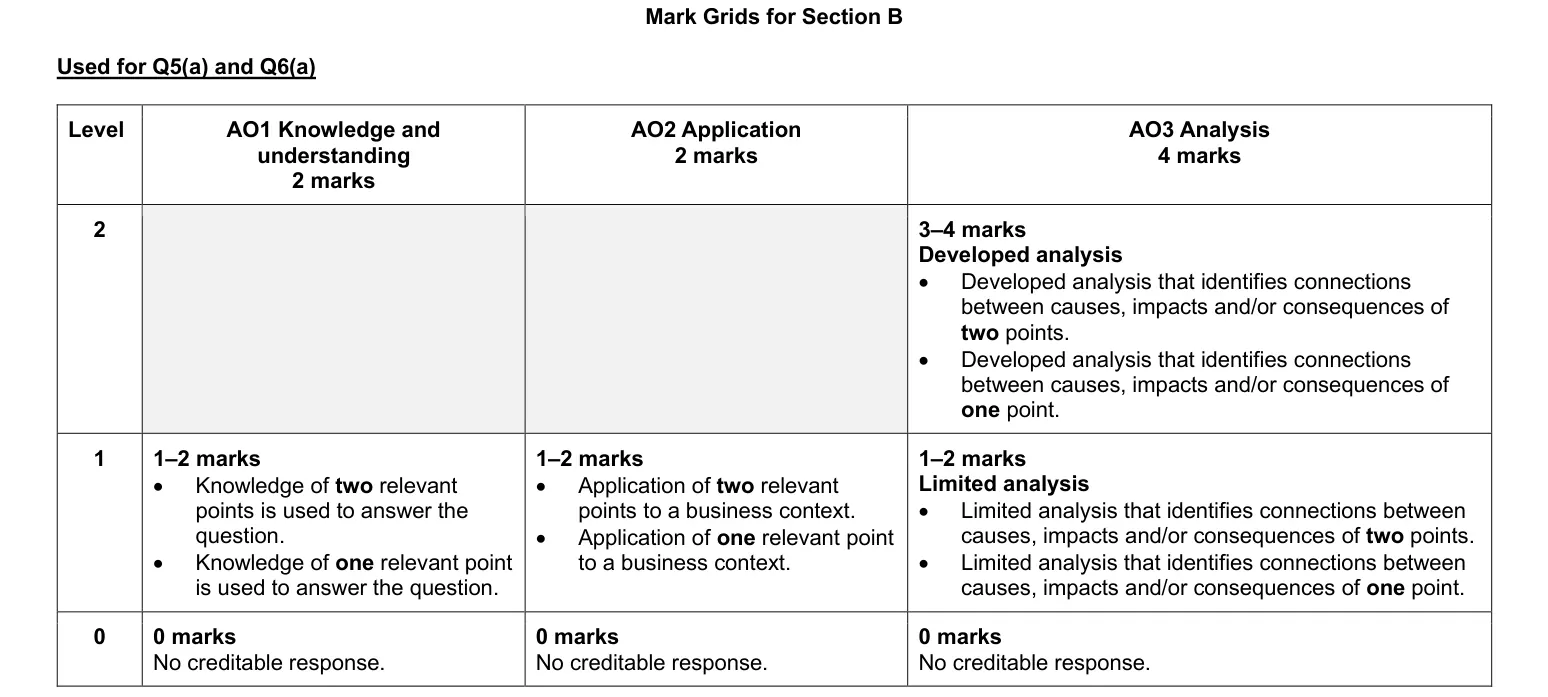 Mark Grids for Section B
Used for Q5(a) and Q6(a)
Level
AO1 Knowledge and
understanding
2 marks
AO2 Application
2 marks
AO3 Analysis
4 marks
2
3–4 marks
Developed analysis
• Developed analysis that identifies connections
between causes, impacts and/or consequences of
two points.
• Developed analysis that identifies connections
between causes, impacts and/or consequences of
one point.
1
1–2 marks
• Knowledge of two relevant
points is used to answer the
question.
• Knowledge of one relevant point
is used to answer the question.
1–2 marks
• Application of two relevant
points to a business context.
• Application of one relevant point
to a business context.
1–2 marks
Limited analysis
• Limited analysis that identifies connections between
causes, impacts and/or consequences of two points.
• Limited analysis that identifies connections between
causes, impacts and/or consequences of one point.
0
0 marks
No creditable response.
0 marks
No creditable response.
0 marks
No creditable response.